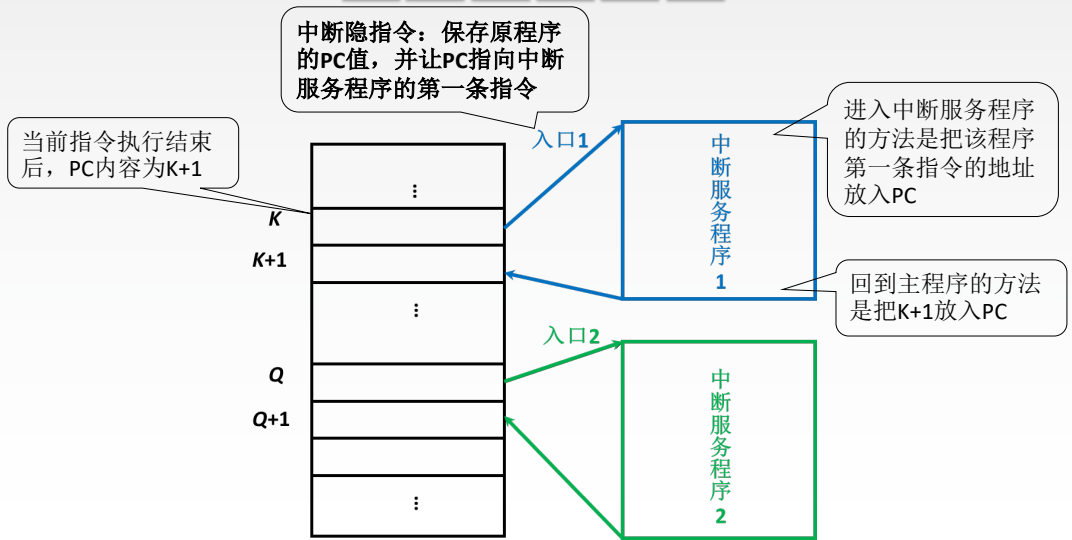 中断隐指令：保存原程序
的PC值，并让PC指向中断
服务程序的第一条指令
当前指令执行结束
后，PC内容为K+1
入口1
进入中断服务程序
的方法是把该程序
第一条指令的地址
放入PC
中断服务程序1
⋮
K
K+1
回到主程序的方法
是把K+1放入PC
⋮
入口2
Q
Q+1
中断服务程序2
⋮